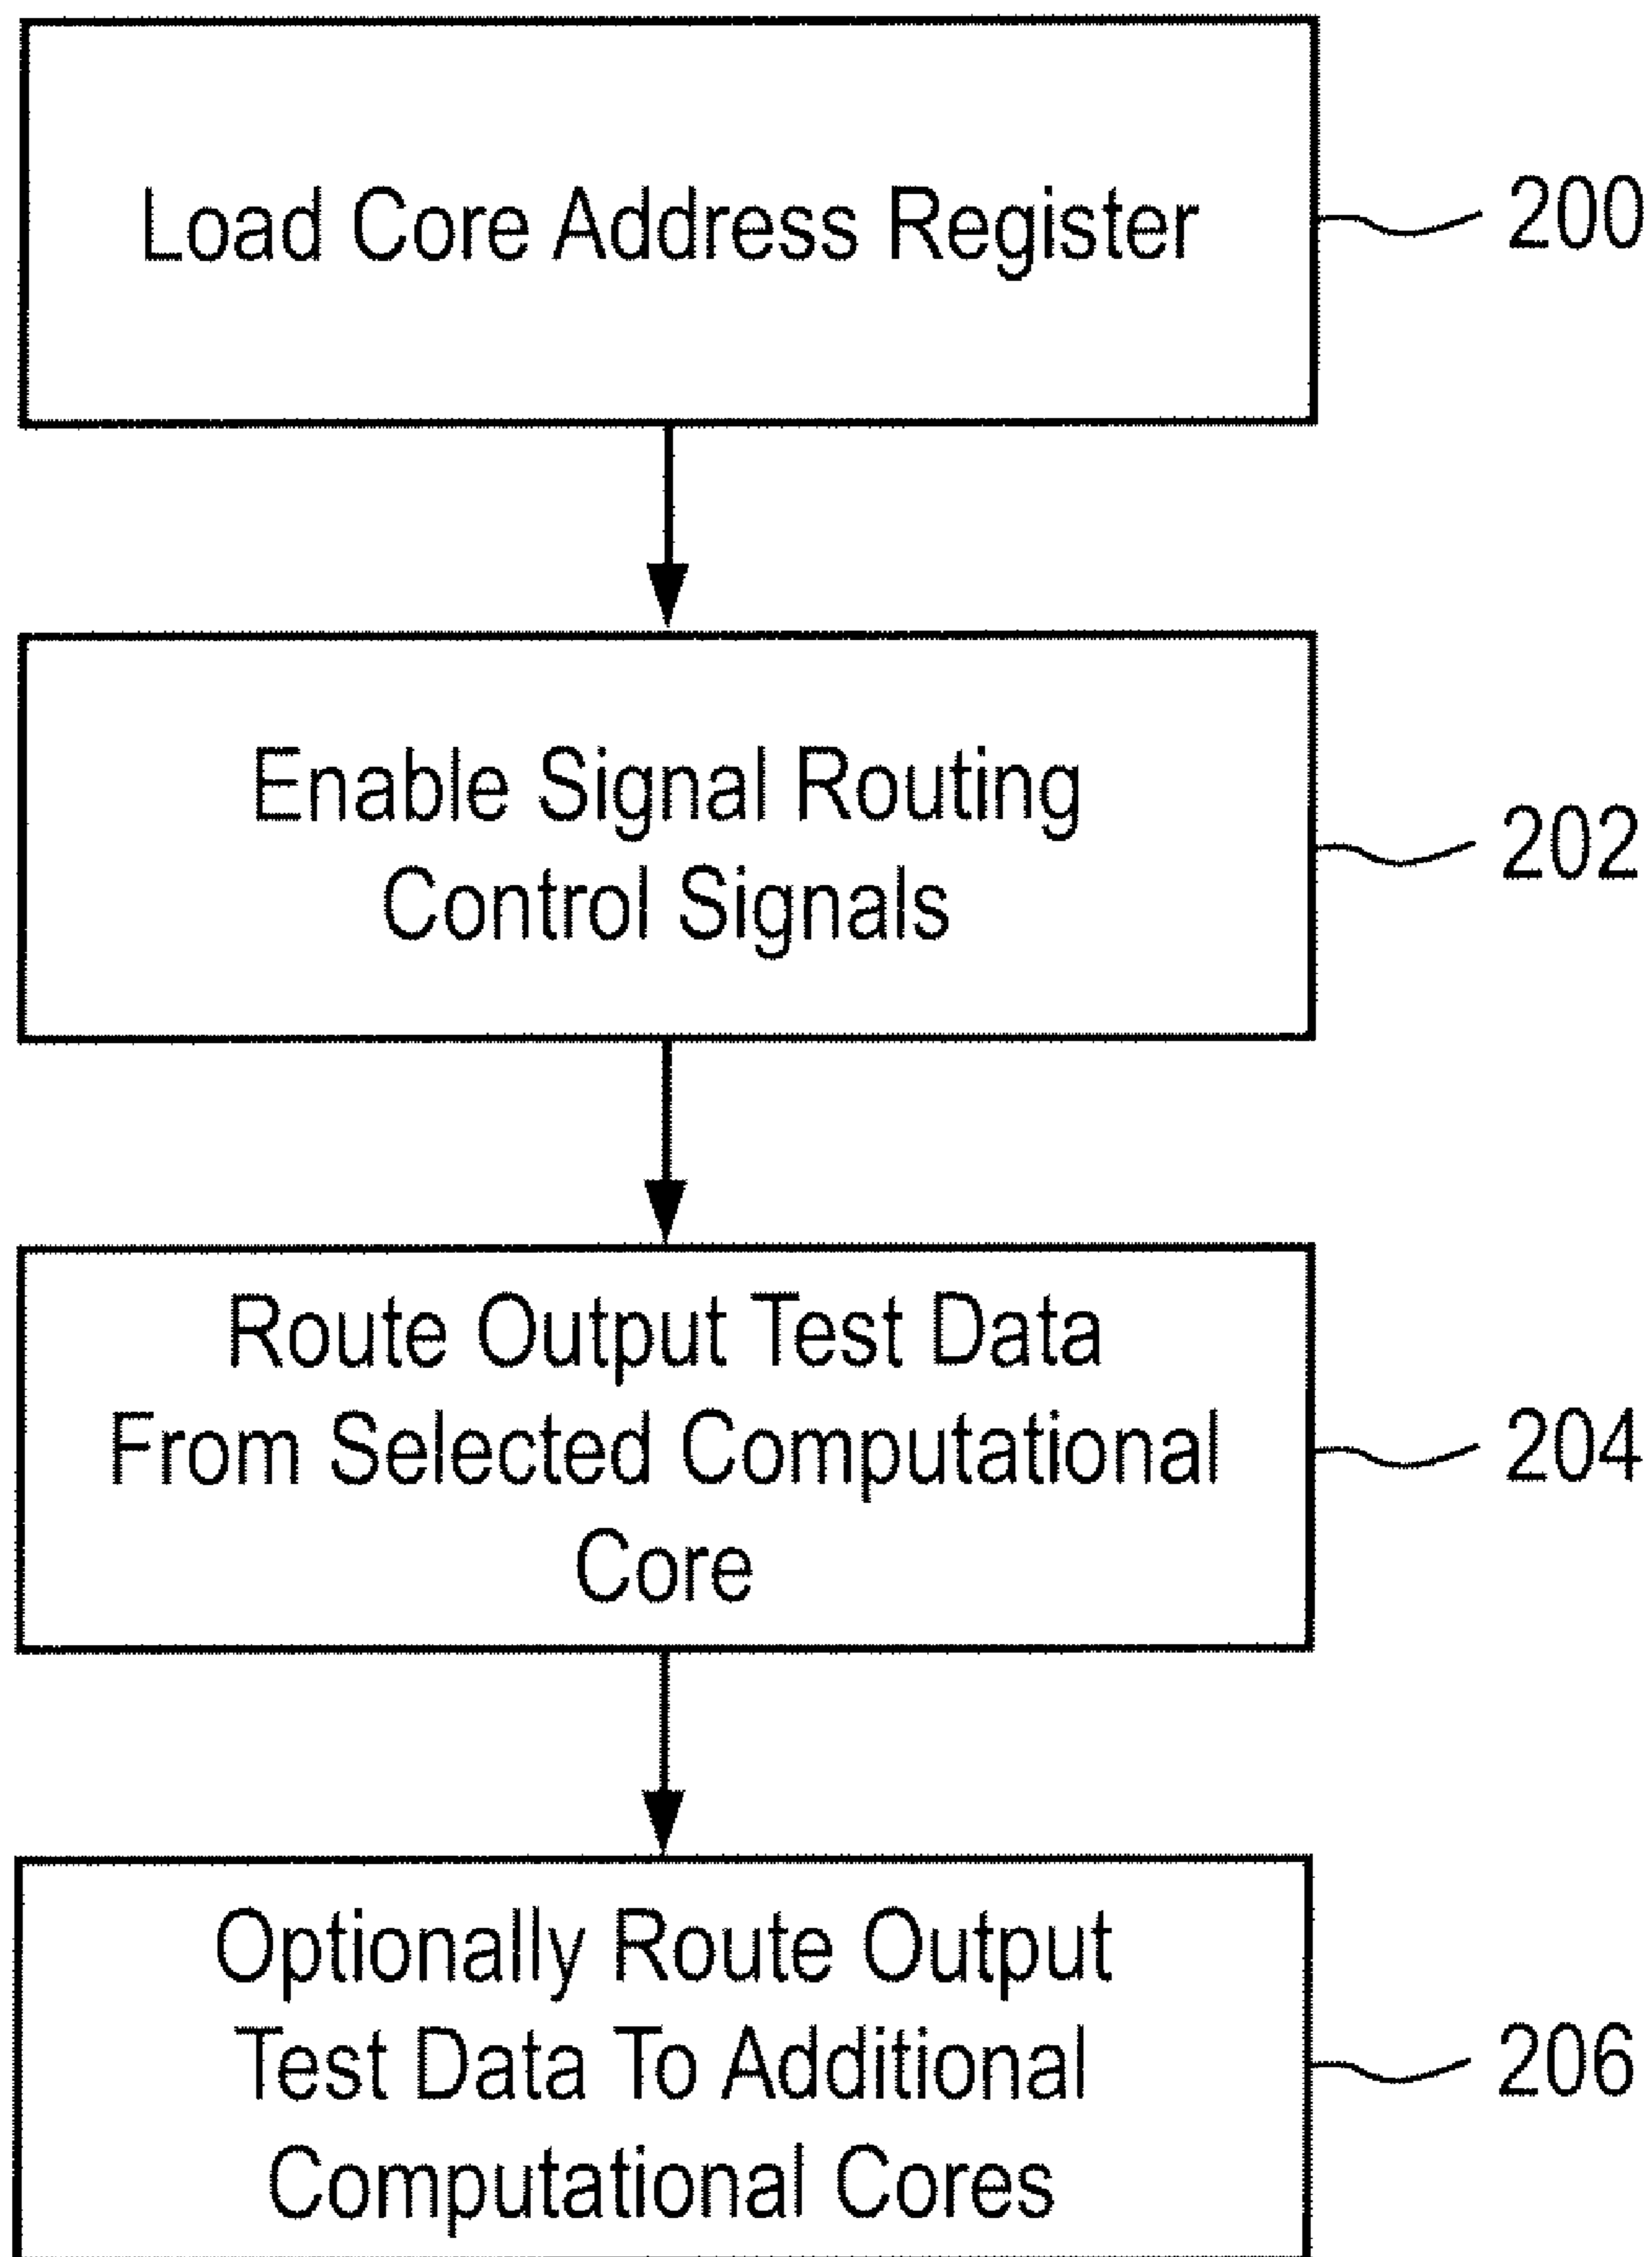 Load Core Address Register
200
Enable Signal Routing
Control Signals
202
Route Output Test Data
From Selected Computational
Core
204
Optionally Route Output
Test Data To Additional
Computational Cores
206